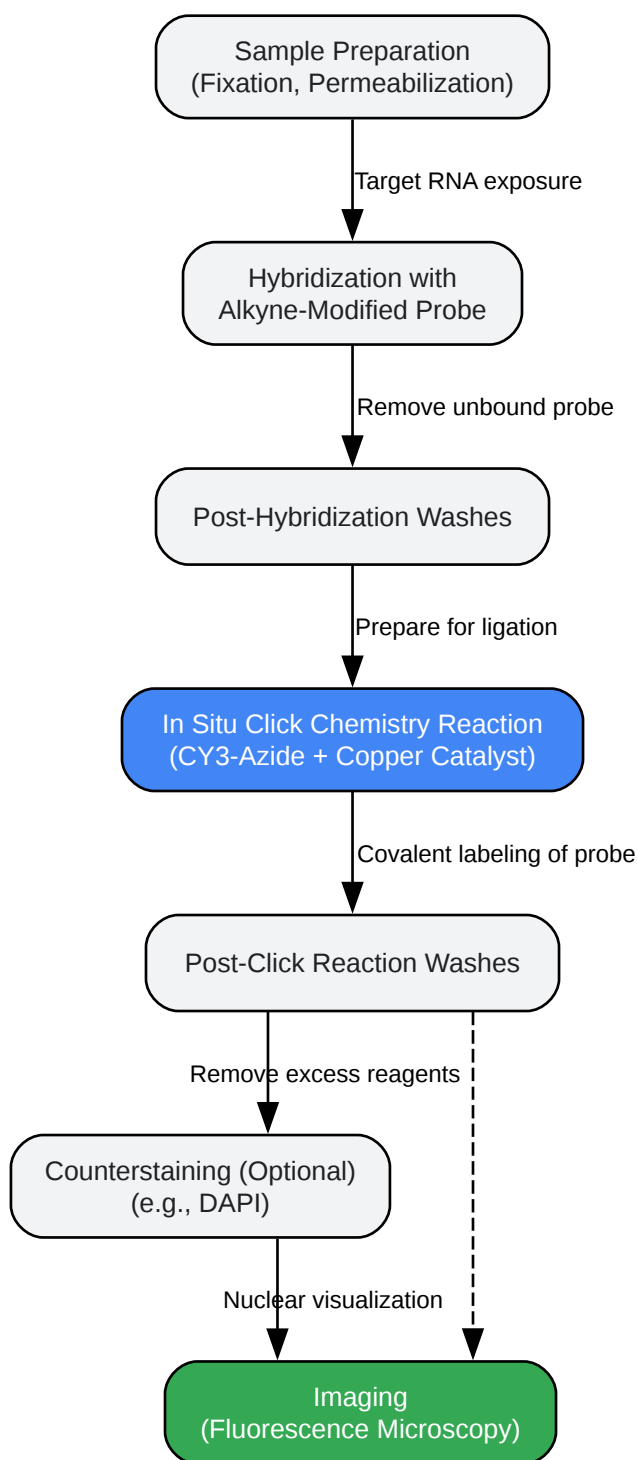 Sample Preparation
(Fixation, Permeabilization)
Target RNA exposure
Hybridization with
Alkyne-Modified Probe
Remove unbound probe
Post-Hybridization Washes
Prepare for ligation
In Situ Click Chemistry Reaction
(CY3-Azide + Copper Catalyst)
Covalent labeling of probe
Post-Click Reaction Washes
Remove excess reagents
Counterstaining (Optional)
(e.g., DAPI)
Nuclear visualization
Imaging
(Fluorescence Microscopy)